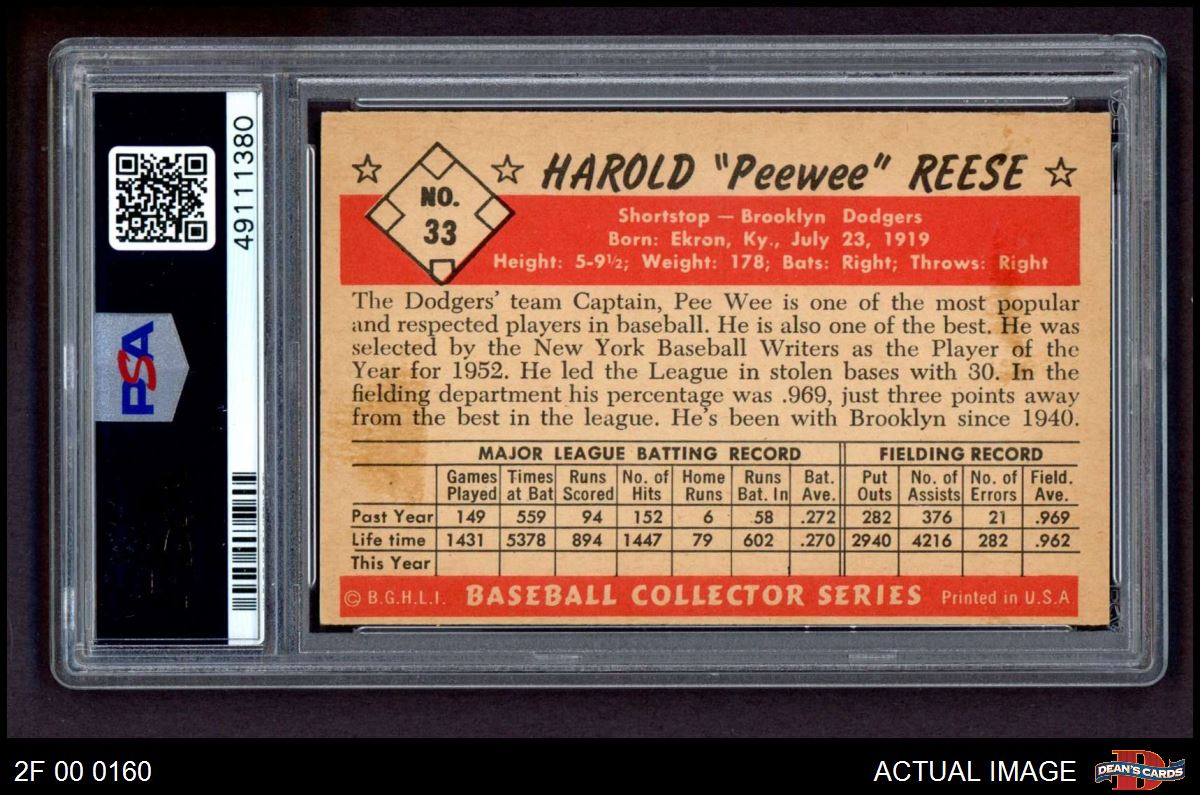 49111380
PSA
NO.
33
HAROLD "Peewee" REESE
Shortstop — Brooklyn Dodgers
Born: Ekron, Ky., July 23, 1919
Height: 5-9½; Weight: 178; Bats: Right; Throws: Right
The Dodgers' team Captain, Pee Wee is one of the most popular
and respected players in baseball. He is also one of the best. He was
selected by the New York Baseball Writers as the Player of the
Year for 1952. He led the League in stolen bases with 30. In the
fielding department his percentage was .969, just three points away
from the best in the league. He's been with Brooklyn since 1940.
MAJOR LEAGUE BATTING RECORD FIELDING RECORD
Games Times Runs No. of Home Runs Bat. Put No. of No. of Field.
Played at Bat Scored Hits Runs Bat. In Ave. Outs Assists Errors Ave.
Past Year 149 559 94 152 6 58 .272 282 376 21 .969
Life time 1431 5378 894 1447 79 602 .270 2940 4216 282 .962
This Year
© B.G.H.L.I. BASEBALL COLLECTOR SERIES Printed in U.S.A
2F 00 0160
ACTUAL IMAGE
D
DEAN'S CARDS